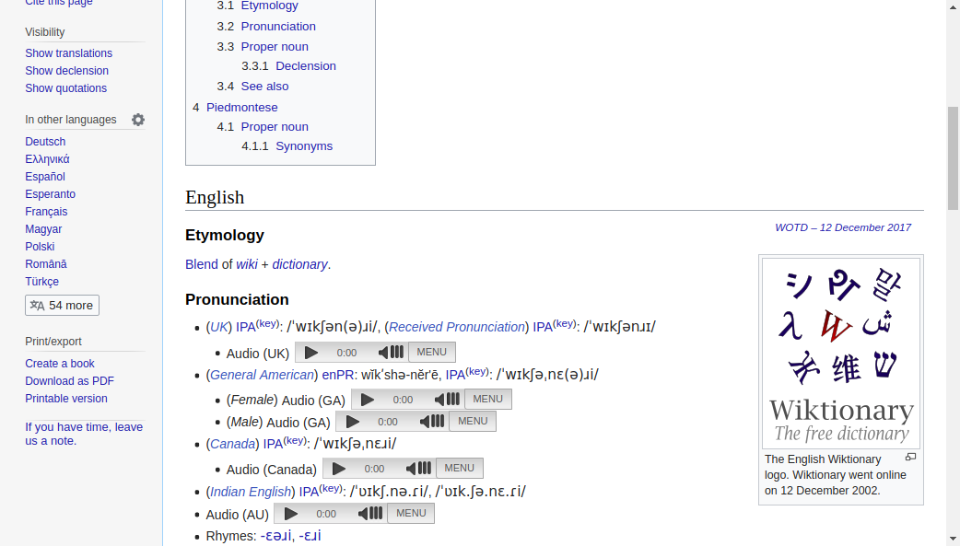 Cite this page
Visibility
Show translations
Show declension
Show quotations
In other languages
Deutsch
Ελληνικά
Español
Esperanto
Français
Magyar
Polski
Română
Türkçe
54 more
Print/export
Create a book
Download as PDF
Printable version
If you have time, leave
us a note.
3.1 Etymology
3.2 Pronunciation
3.3 Proper noun
3.3.1 Declension
3.4 See also
4 Piedmontese
4.1 Proper noun
4.1.1 Synonyms
English
WOTD – 12 December 2017
Etymology
Blend of wiki + dictionary.
Pronunciation
(UK) IPA(key): /ˈwɪkʃən(ə)ɹi/, (Received Pronunciation) IPA(key): /ˈwɪkʃənɹɪ/
Audio (UK) 0:00 MENU
(General American) enPR: wĭkʹshə-nĕrʹē, IPA(key): /ˈwɪkʃəˌnɛ(ə)ɹi/
(Female) Audio (GA) 0:00 MENU
(Male) Audio (GA) 0:00 MENU
(Canada) IPA(key): /ˈwɪkʃəˌnɛɹi/
Audio (Canada) 0:00 MENU
(Indian English) IPA(key): /ˈʋɪkʃ.nə.ɾi/, /ˈʋɪk.ʃə.nɛ.ɾi/
Audio (AU) 0:00 MENU
Rhymes: -ɛəɹi, -ɛɹi
シ 말
λ W ش
维 ש
Wiktionary
The free dictionary
The English Wiktionary
logo. Wiktionary went online
on 12 December 2002.